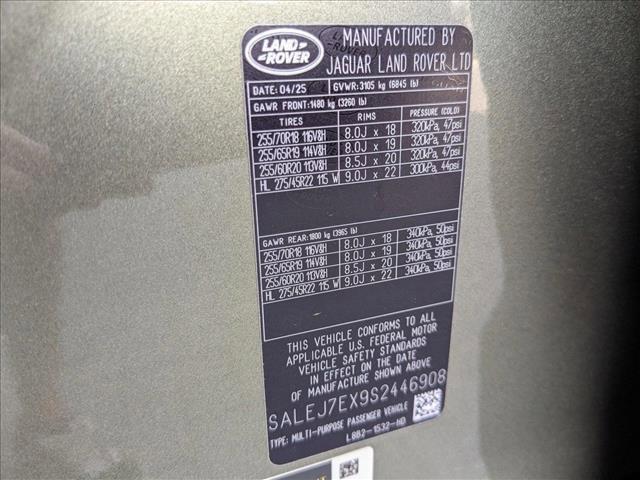 LAND
ROVER
MANUFACTURED BY
JAGUAR LAND ROVER LTD
DATE: 04/25 GVWR: 3105 kg (6845 lb)
GAWR FRONT: 1480 kg (3260 lb)
TIRES RIMS PRESSURE (COLD)
255/70R18 116V&H 8.0J x 18 320kPa, 47psi
255/65R19 114V&H 8.0J x 19 320kPa, 47psi
255/60R20 113V&H 8.5J x 20 320kPa, 47psi
HL 275/45R22 115 W 9.0J x 22 300kPa, 44psi
GAWR REAR: 1800 kg (3965 lb)
255/70R18 116V&H 8.0J x 18 340kPa, 50psi
255/65R19 114V&H 8.0J x 19 340kPa, 50psi
255/60R20 113V&H 8.5J x 20 340kPa, 50psi
HL 275/45R22 115 W 9.0J x 22 340kPa, 50psi
THIS VEHICLE CONFORMS TO ALL
APPLICABLE U.S. FEDERAL MOTOR
VEHICLE SAFETY STANDARDS
IN EFFECT ON THE DATE
OF MANUFACTURE SHOWN ABOVE
SALEJ7EX9S2446908
TYPE: MULTI-PURPOSE PASSENGER VEHICLE
L8B2-1532-HD